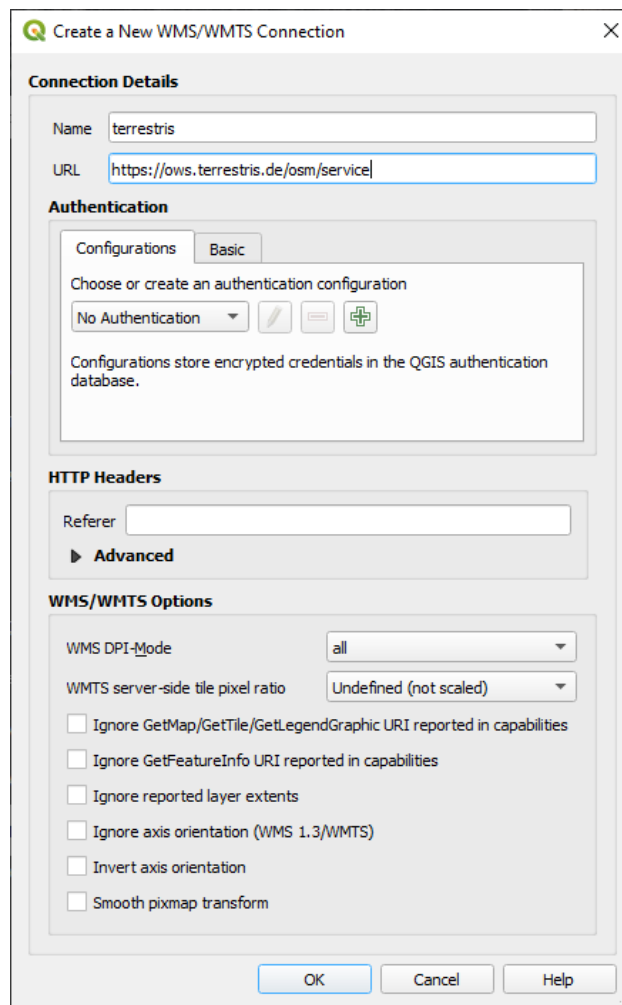 Create a New WMS/WMTS Connection
Connection Details
Name terrestris
URL https://ows.terrestris.de/osm/service
Authentication
Configurations Basic
Choose or create an authentication configuration
No Authentication
Configurations store encrypted credentials in the QGIS authentication
database.
HTTP Headers
Referer
Advanced
WMS/WMTS Options
WMS DPI-Mode all
WMTS server-side tile pixel ratio Undefined (not scaled)
Ignore GetMap/GetTile/GetLegendGraphic URI reported in capabilities
Ignore GetFeatureInfo URI reported in capabilities
Ignore reported layer extents
Ignore axis orientation (WMS 1.3/WMTS)
Invert axis orientation
Smooth pixmap transform
OK Cancel Help